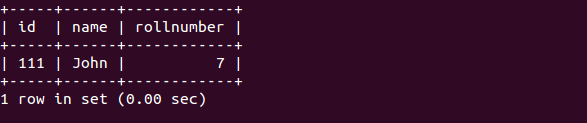 +-----+------+------------+
| id  | name | rollnumber |
+-----+------+------------+
| 111 | John |          7 |
+-----+------+------------+
1 row in set (0.00 sec)